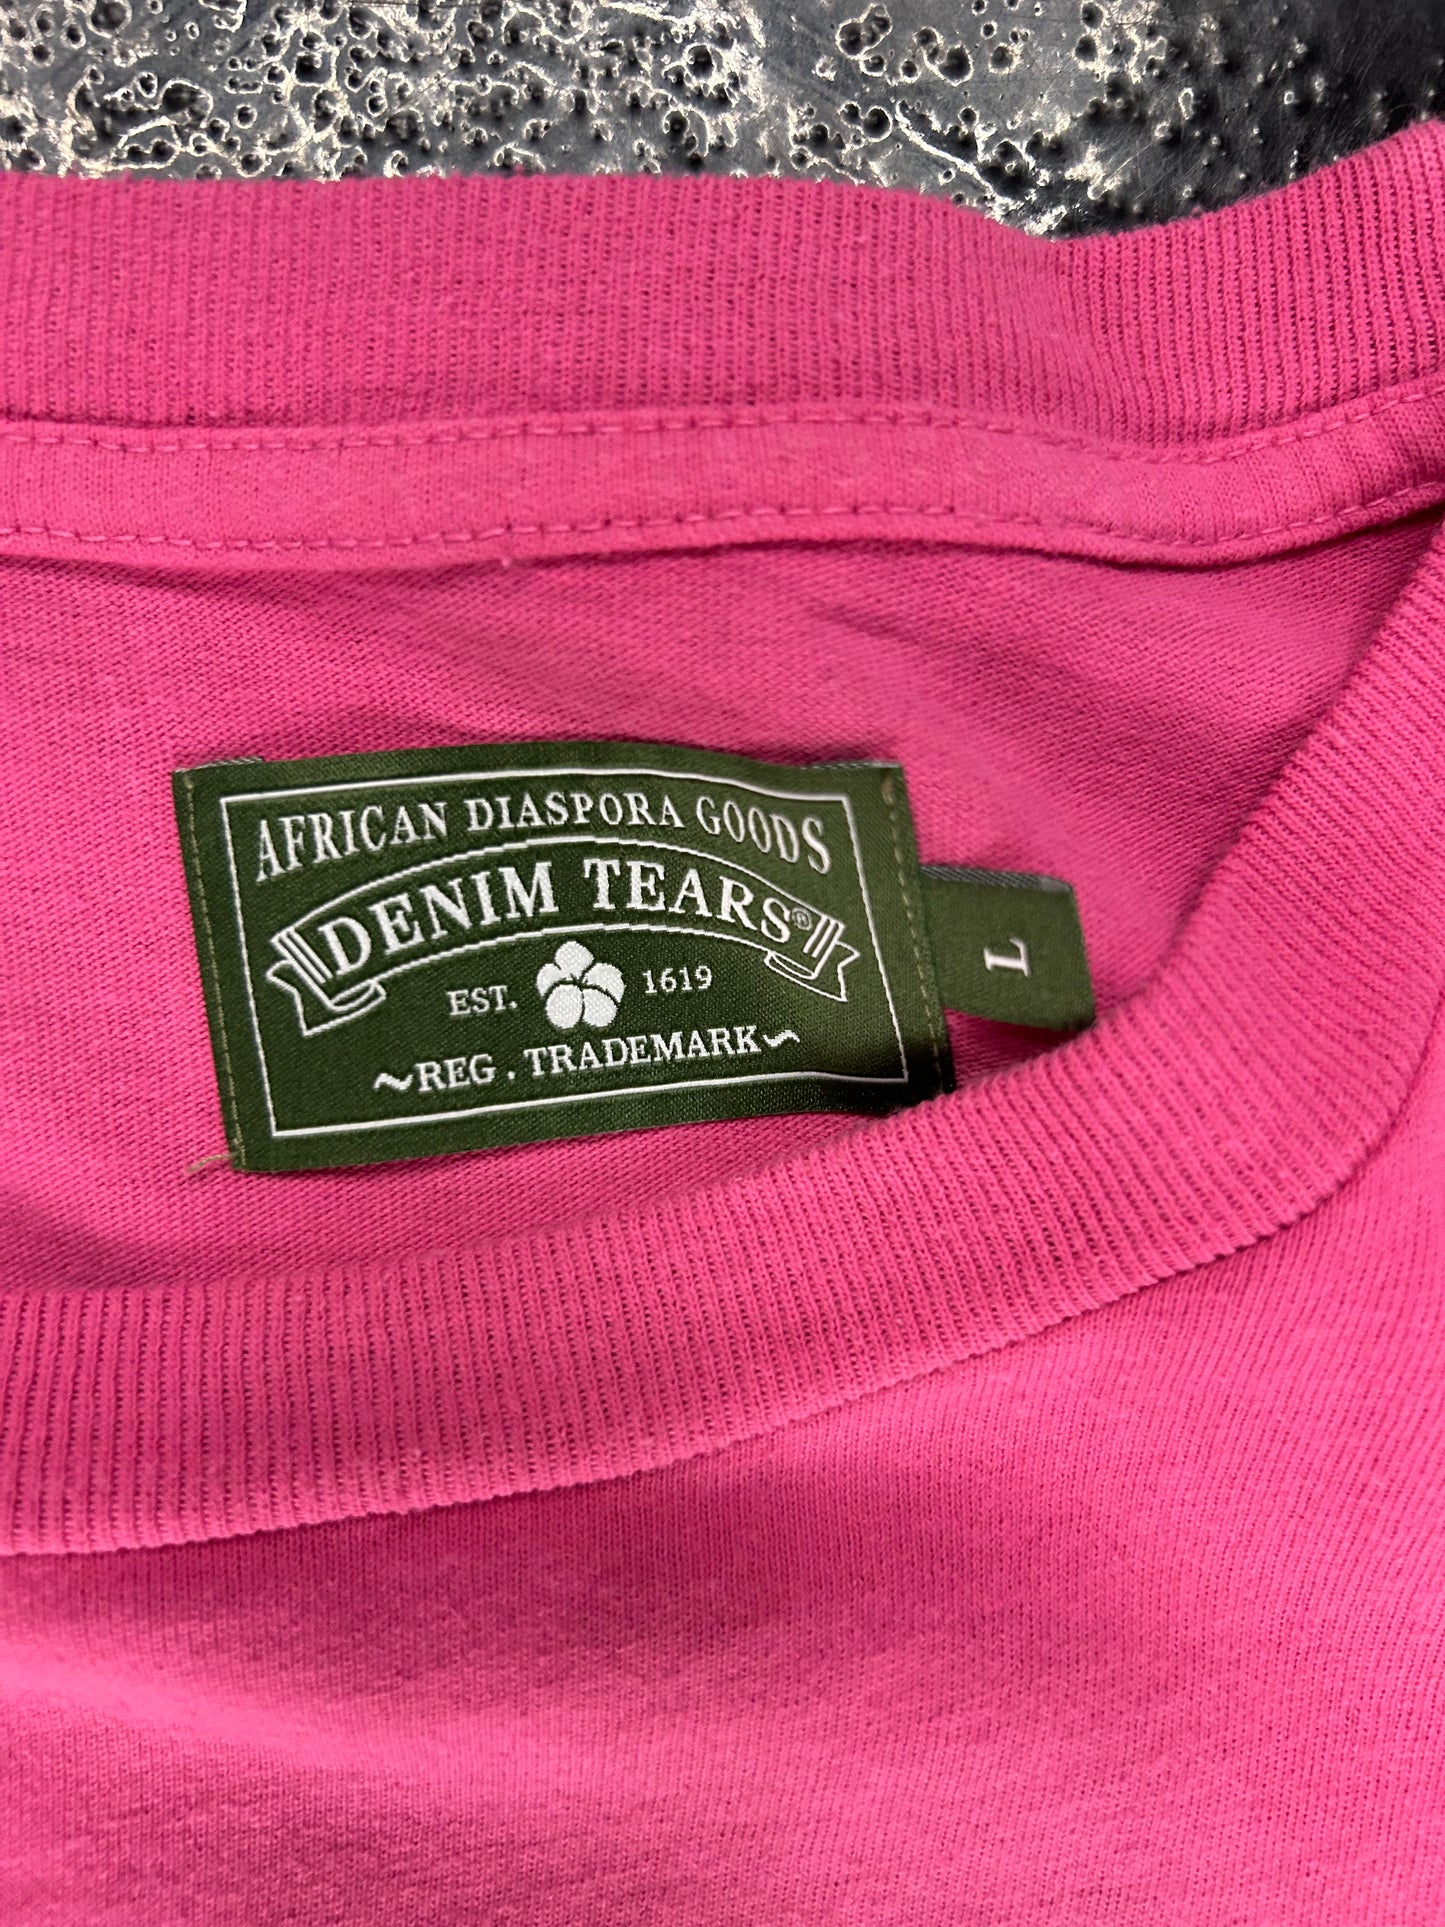 AFRICAN DIASPORA GOODS
DENIM TEARS®
EST. 1619
~REG . TRADEMARK~
L